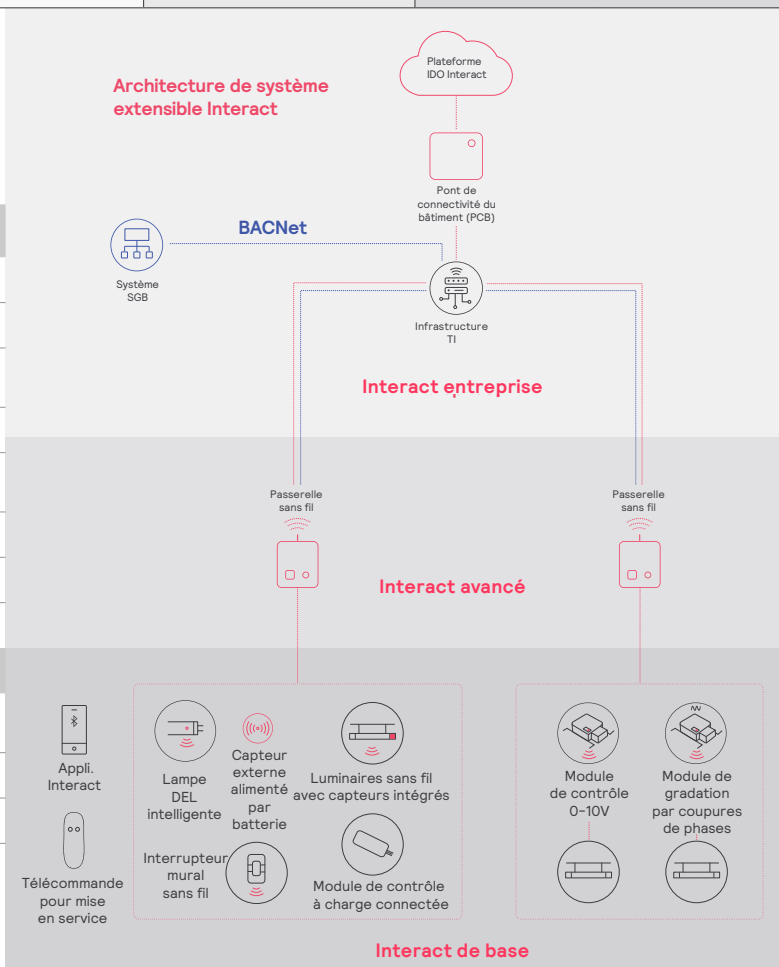 Architecture de système
extensible Interact
Plateforme
IDO Interact
Pont de
connectivité du
bâtiment (PCB)
BACNet
Système
SGB
Infrastructure
TI
Interact entreprise
Passerelle
sans fil
Passerelle
sans fil
Interact avancé
Appli.
Interact
Télécommande
pour mise
en service
Lampe
DEL
intelligente
Capteur
externe
alimenté
par
batterie
Luminaires sans fil
avec capteurs intégrés
Interrupteur
mural
sans fil
Module de contrôle
à charge connectée
Module
de contrôle
0-10V
Module de
gradation
par coupures
de phases
Interact de base